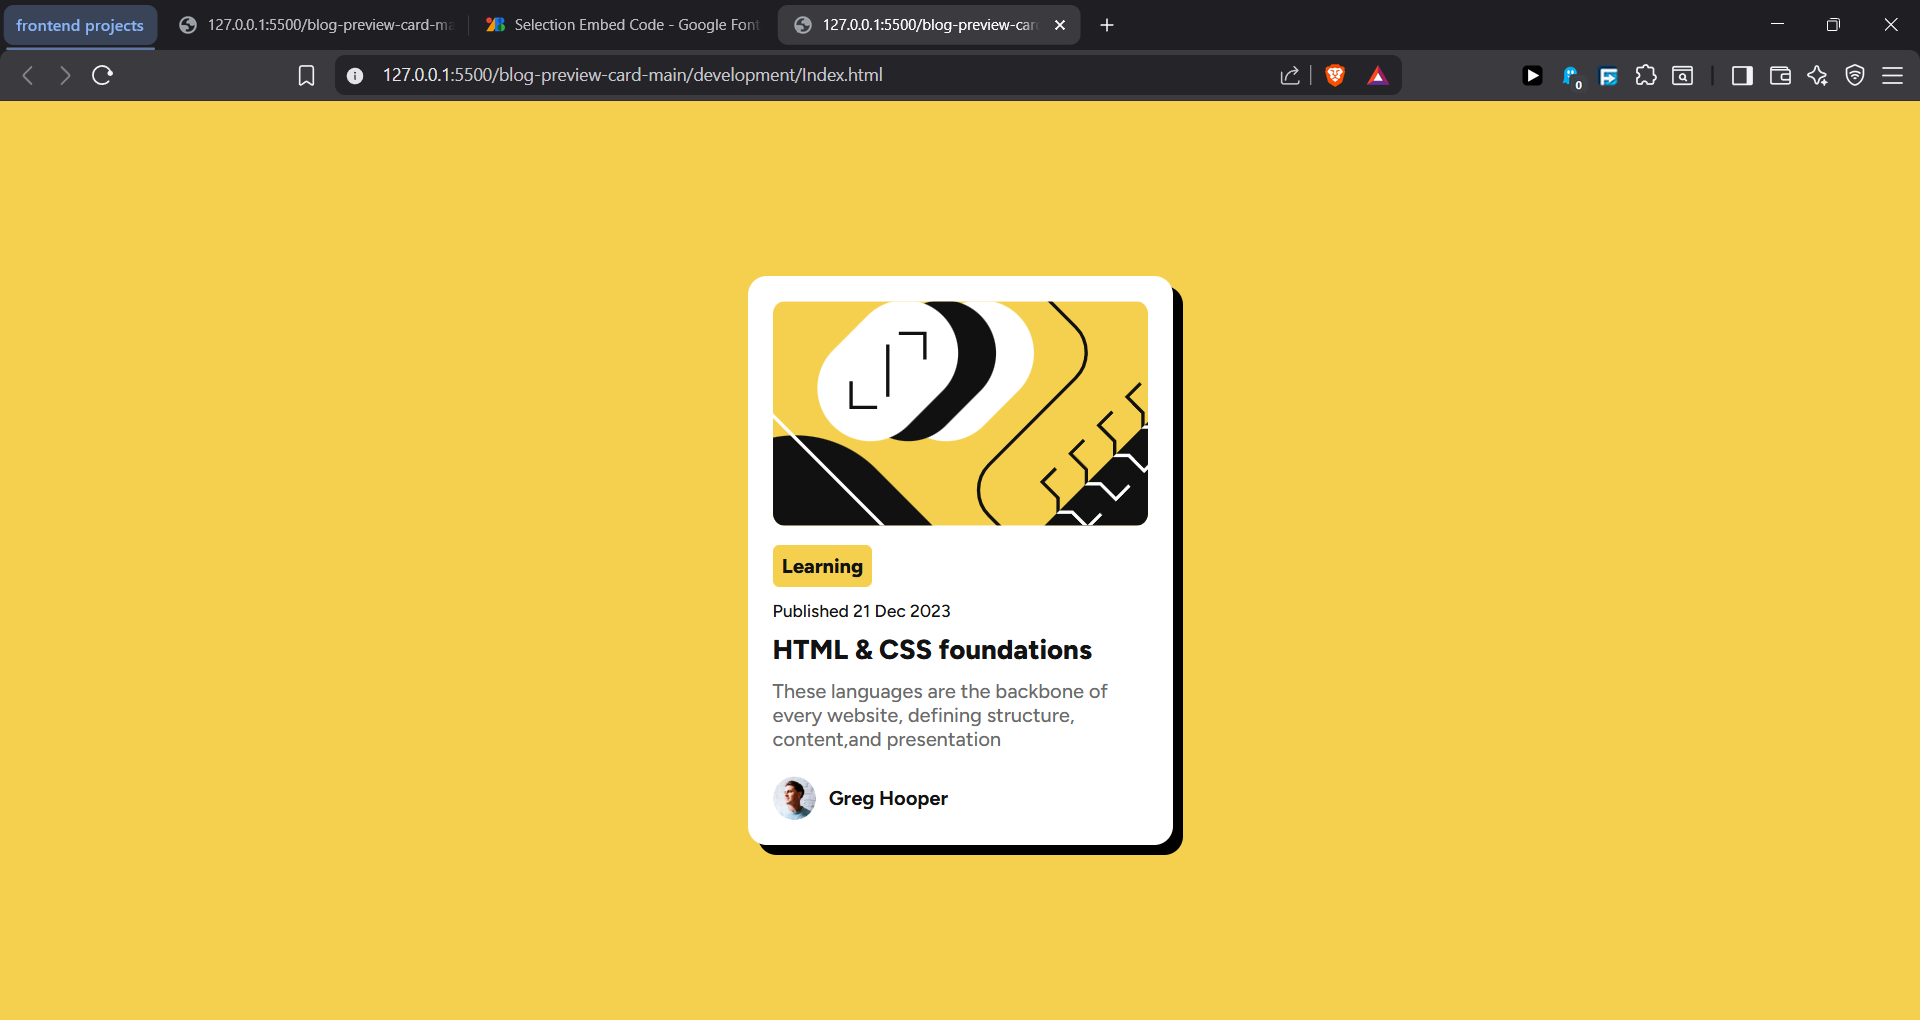 frontend projects
127.0.0.1:5500/blog-preview-card-ma
Selection Embed Code - Google Font
127.0.0.1:5500/blog-preview-car
127.0.0.1:5500/blog-preview-card-main/development/Index.html
0
Learning
Published 21 Dec 2023
HTML & CSS foundations
These languages are the backbone of
every website, defining structure,
content,and presentation
Greg Hooper